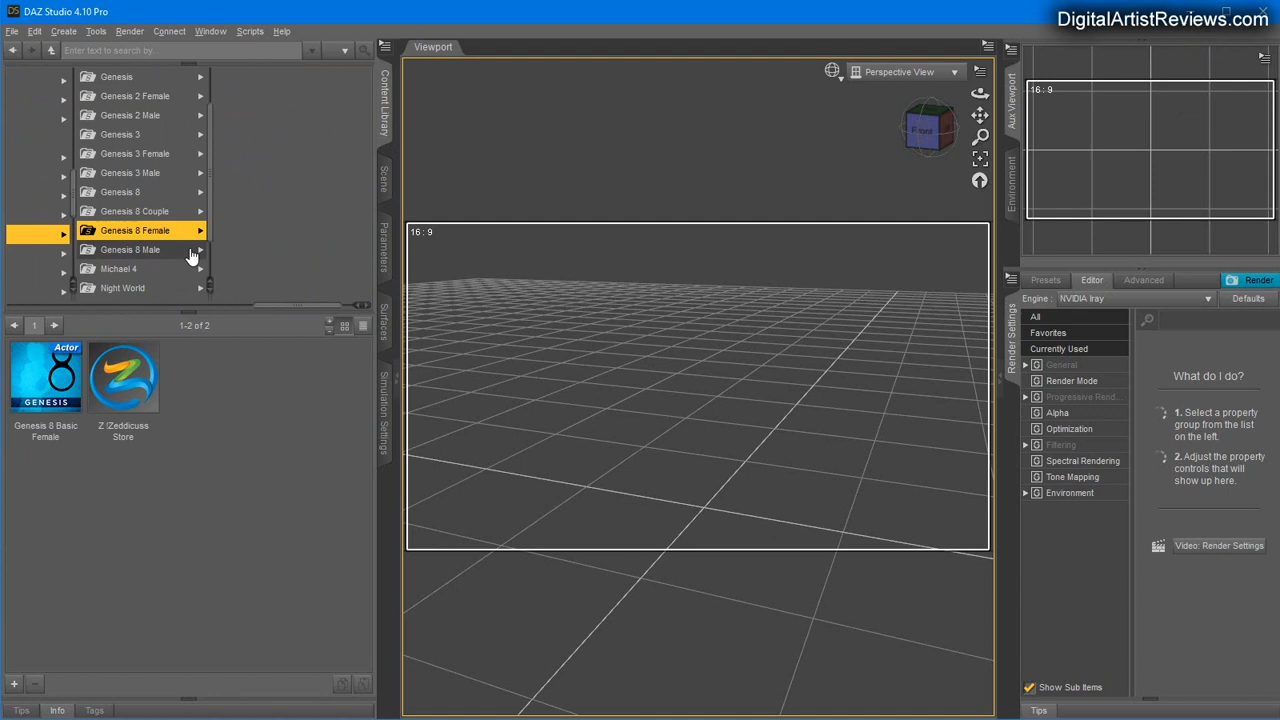 DAZ Studio 4.10 Pro
DigitalArtistReviews.com
File Edit Create Tools Render Connect Window Scripts Help
Enter text to search by...
Genesis
Genesis 2 Female
Genesis 2 Male
Genesis 3
Genesis 3 Female
Genesis 3 Male
Genesis 8
Genesis 8 Couple
Genesis 8 Female
Genesis 8 Male
Michael 4
Night World
1
1-2 of 2
Actor
8
GENESIS
Genesis 8 Basic
Female
Z !Zeddicuss
Store
Tips Info Tags
Content Library
Scene
Parameters
Surfaces
Simulation Settings
Viewport
Perspective View
Front
16 : 9
Aux Viewport
Environment
16 : 9
Render Settings
Presets Editor Advanced Render
Engine : NVIDIA Iray Defaults
All
Favorites
Currently Used
General
Render Mode
Progressive Rend...
Alpha
Optimization
Filtering
Spectral Rendering
Tone Mapping
Environment
What do I do?
1. Select a property
group from the list
on the left.
2. Adjust the property
controls that will
show up here.
Video: Render Settings
Show Sub Items
Tips